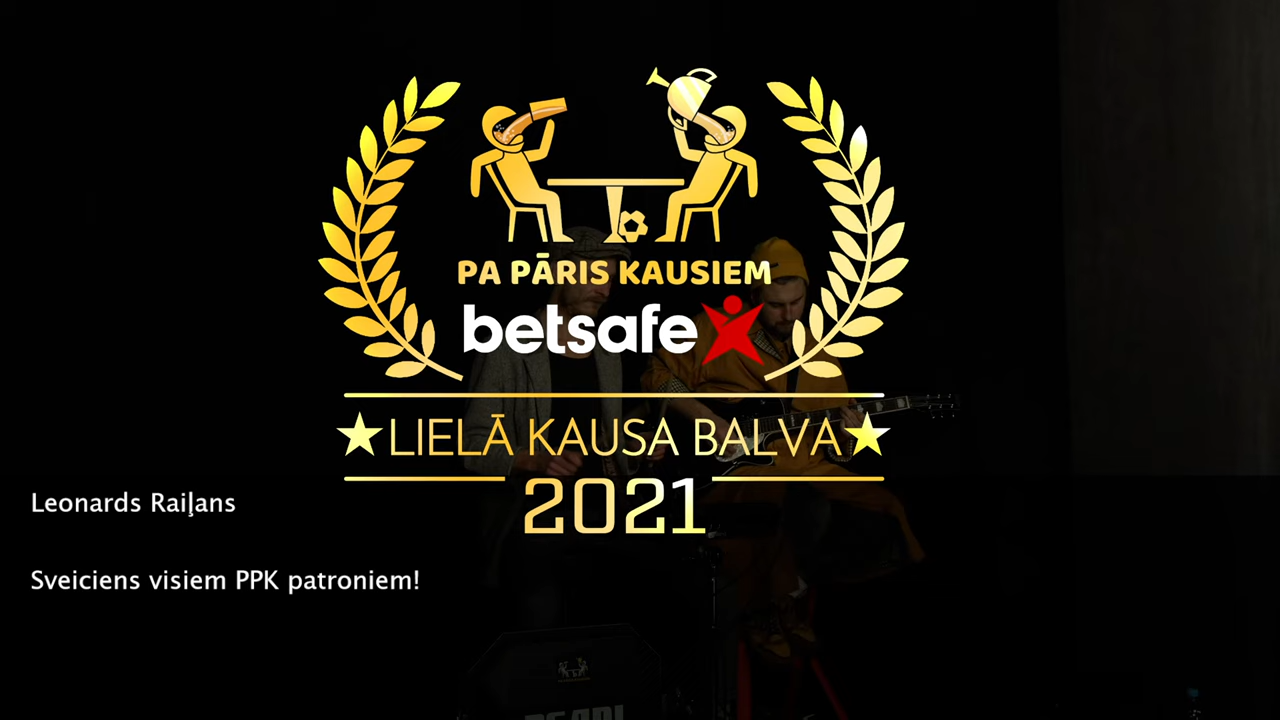 PA PĀRIS KAUSIEM
betsafe
LIELĀ KAUSA BALVA
2021
Leonards Raiļans
Sveiciens visiem PPK patroniem!